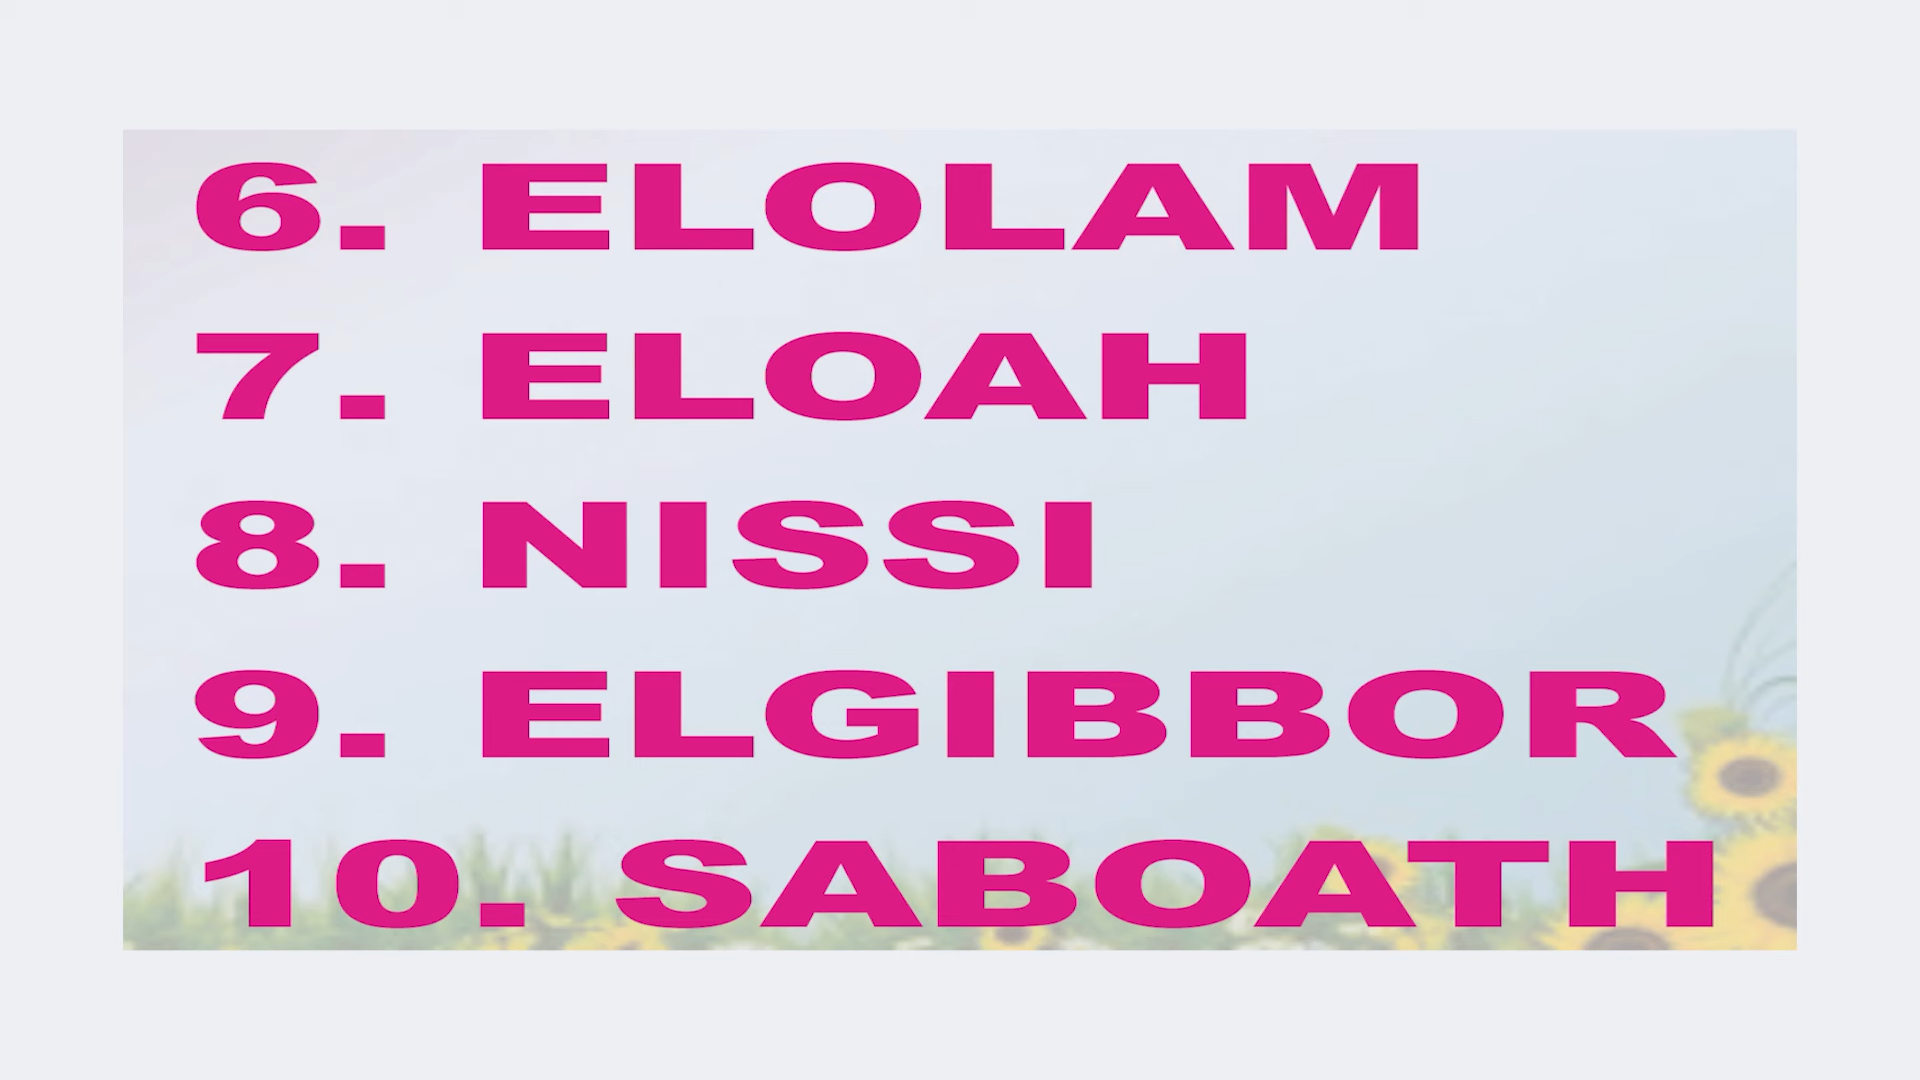 6. ELOLAM
7. ELOAH
8. NISSI
9. ELGIBBOR
10. SABOATH